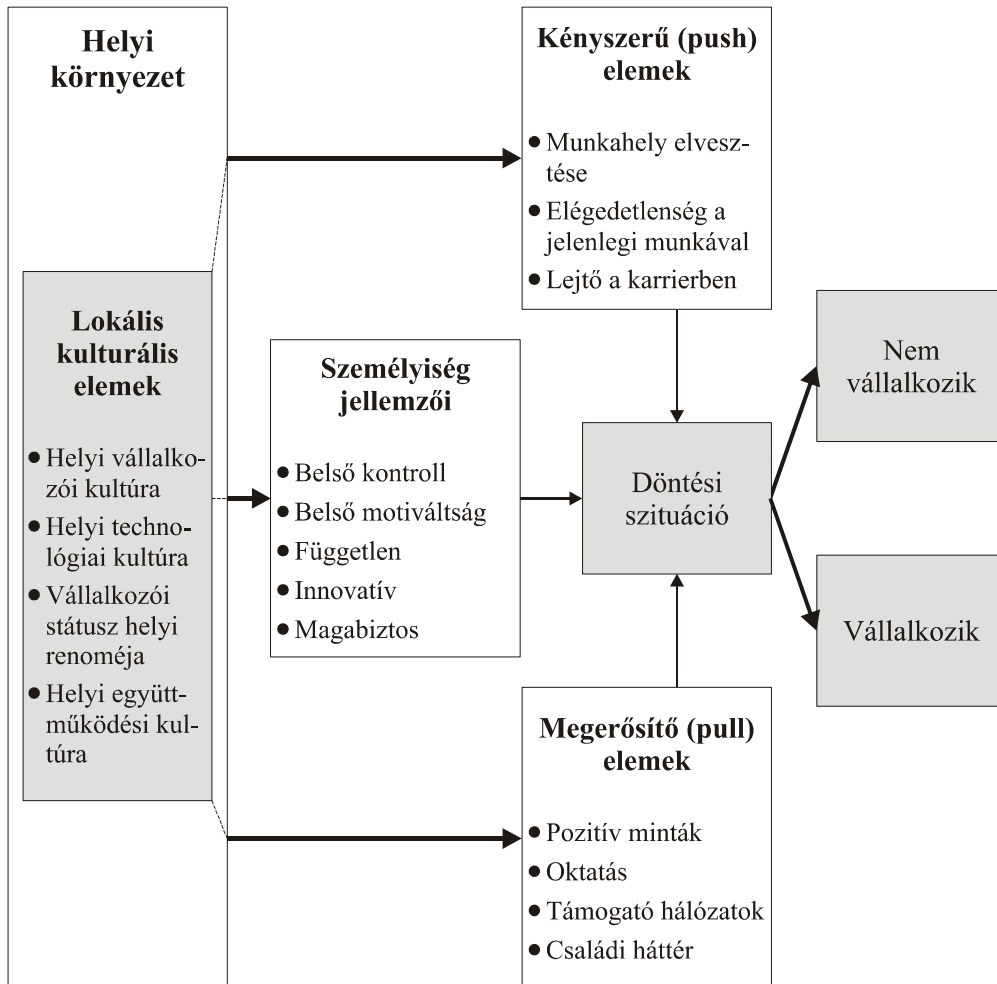 Helyi
környezet
Lokális
kulturális
elemek
● Helyi vállalko-
zói kultúra
● Helyi techno-
lógiai kultúra
● Vállalkozói
státusz helyi
renoméja
● Helyi együtt-
működési kul-
túra
Kényszerű (push)
elemek
● Munkahely elvesz-
tése
● Elégedetlenség a
jelenlegi munkával
● Lejtő a karrierben
Személyiség
jellemzői
● Belső kontroll
● Belső motiváltság
● Független
● Innovatív
● Magabiztos
Megerősítő (pull)
elemek
● Pozitív minták
● Oktatás
● Támogató hálózatok
● Családi háttér
Döntési
szituáció
Nem
vállalkozik
Vállalkozik